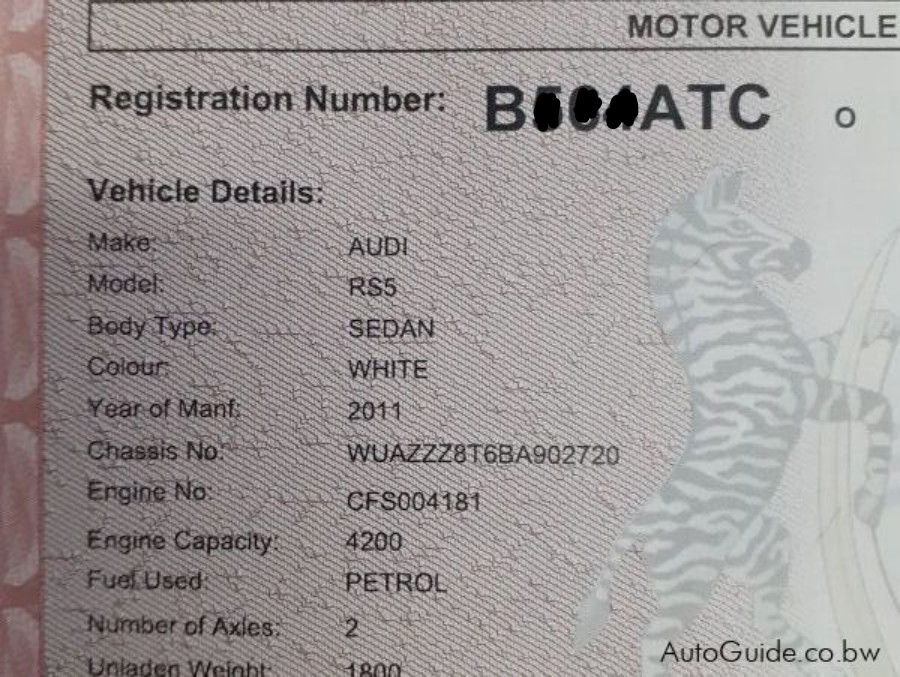 MOTOR VEHICLE
Registration Number: B ATC O
Vehicle Details:
Make: AUDI
Model: RS5
Body Type: SEDAN
Colour: WHITE
Year of Manf: 2011
Chassis No: WUAZZZ8T6BA902720
Engine No: CFS004181
Engine Capacity: 4200
Fuel Used: PETROL
Number of Axles: 2
Unladen Weight: 1800
AutoGuide.co.bw